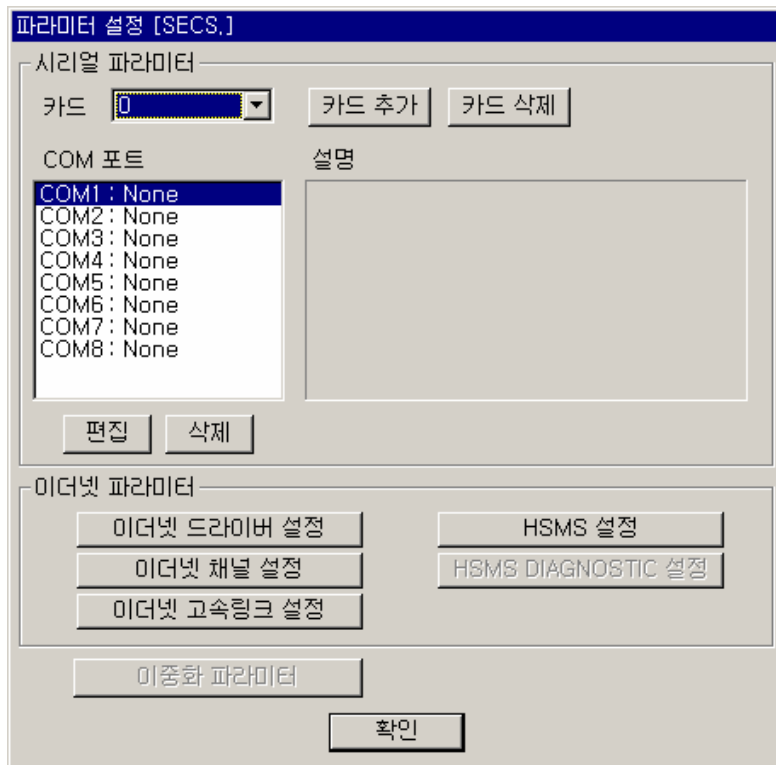 파라미터 설정 [SECS.]
시리얼 파라미터
카드 0 카드 추가 카드 삭제
COM 포트 설명
COM1 : None
COM2 : None
COM3 : None
COM4 : None
COM5 : None
COM6 : None
COM7 : None
COM8 : None
편집 삭제
이더넷 파라미터
이더넷 드라이버 설정 HSMS 설정
이더넷 채널 설정 HSMS DIAGNOSTIC 설정
이더넷 고속링크 설정
이중화 파라미터
확인